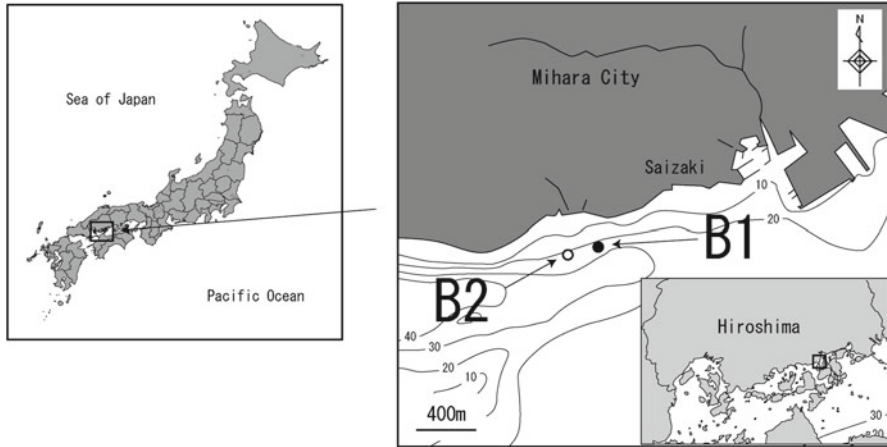 Sea of Japan
Pacific Ocean
N
Mihara City
Saizaki
10
20
B1
B2
40
30
20
10
400m
Hiroshima
30
20